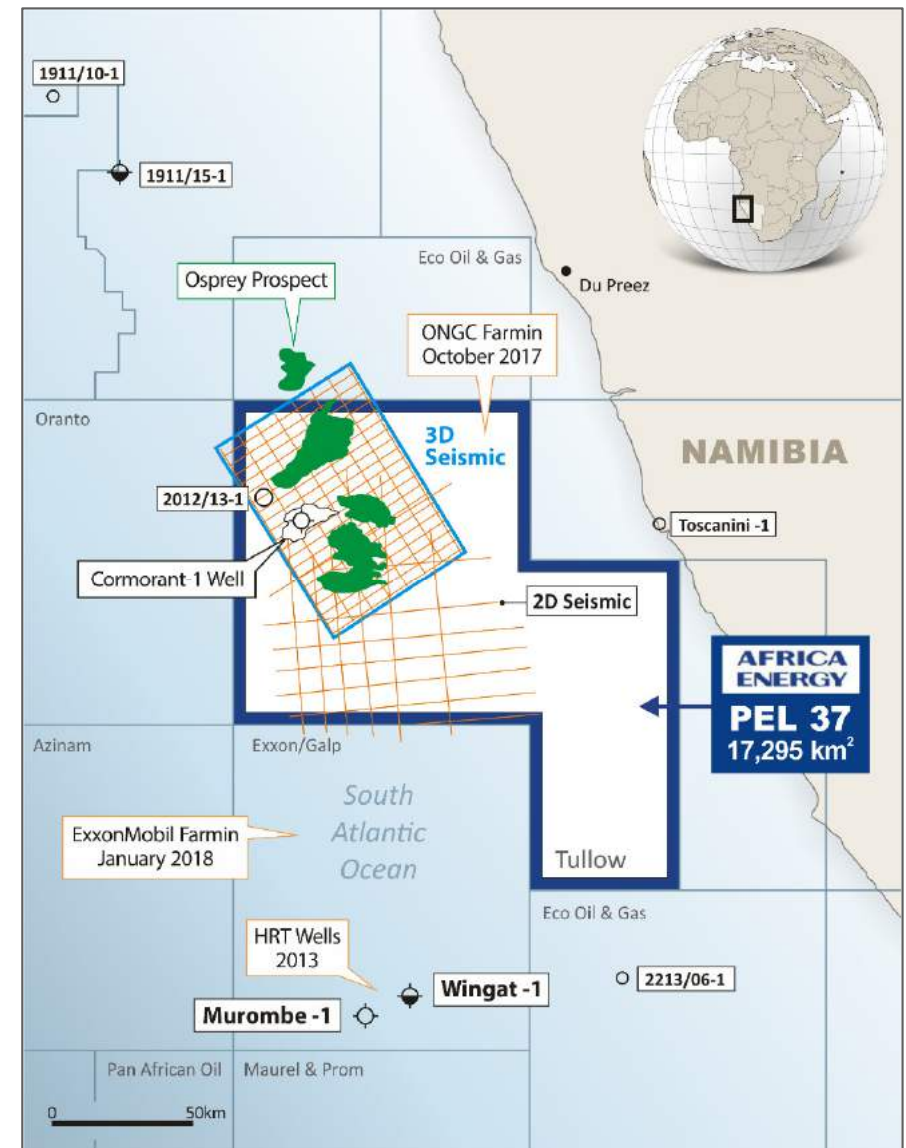 1911/10-1
1911/15-1
Eco Oil & Gas
Osprey Prospect
Du Preez
ONGC Farmin
October 2017
Oranto
3D
Seismic
NAMIBIA
2012/13-1
Toscanini -1
Cormorant-1 Well
2D Seismic
AFRICA
ENERGY
PEL 37
17,295 km²
Azinam
Exxon/Galp
South
Atlantic
Ocean
ExxonMobil Farmin
January 2018
Tullow
Eco Oil & Gas
HRT Wells
2013
Wingat -1
2213/06-1
Murombe -1
Pan African Oil
Maurel & Prom
0 50km